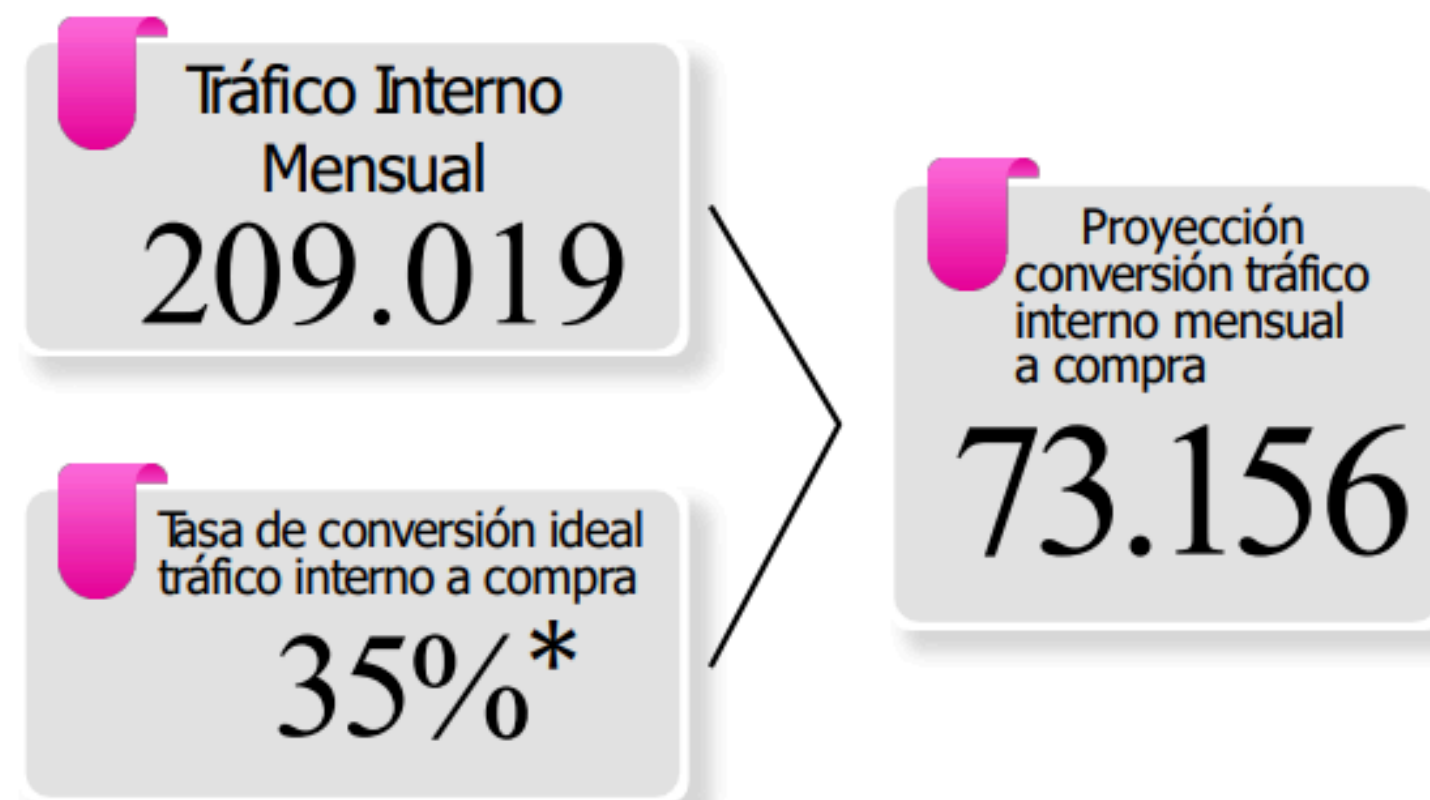 Tráfico Interno
Mensual
209.019
Tasa de conversión ideal
tráfico interno a compra
35%*
Proyección
conversión tráfico
interno mensual
a compra
73.156